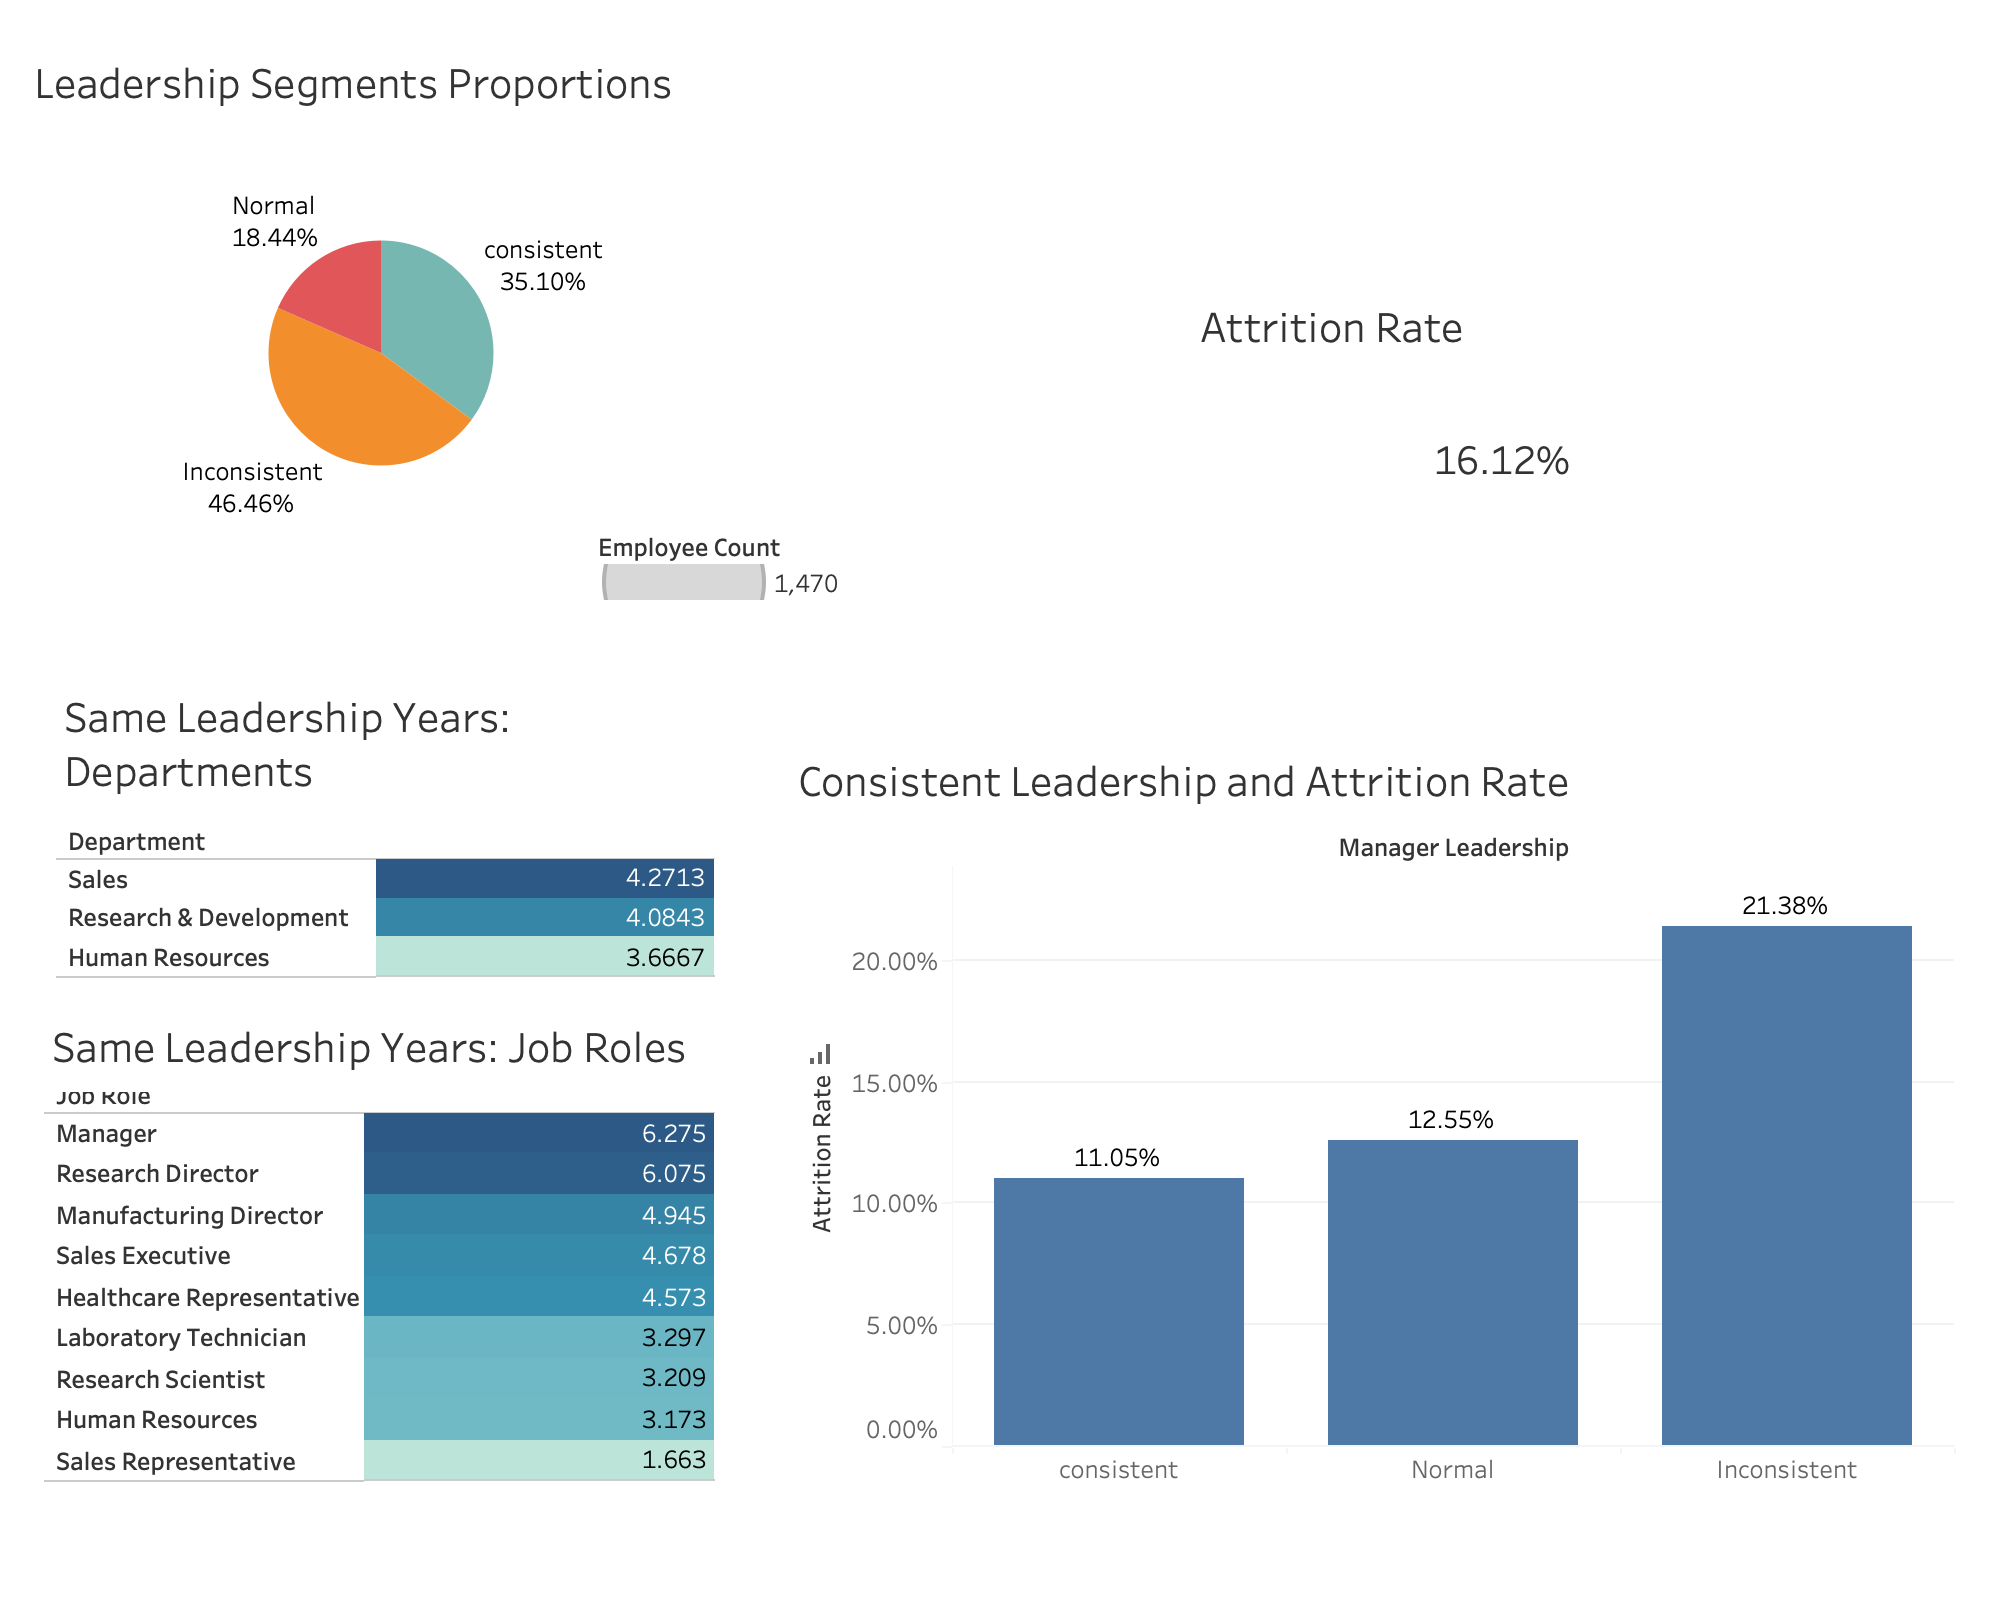 Leadership Segments Proportions
Normal
18.44%
consistent
35.10%
Inconsistent
46.46%
Employee Count
1,470
Attrition Rate
16.12%
Same Leadership Years:
Departments
Department
Sales 4.2713
Research & Development 4.0843
Human Resources 3.6667
Same Leadership Years: Job Roles
Job Role
Manager 6.275
Research Director 6.075
Manufacturing Director 4.945
Sales Executive 4.678
Healthcare Representative 4.573
Laboratory Technician 3.297
Research Scientist 3.209
Human Resources 3.173
Sales Representative 1.663
Consistent Leadership and Attrition Rate
Manager Leadership
Attrition Rate
20.00%
15.00%
10.00%
5.00%
0.00%
11.05%
12.55%
21.38%
consistent Normal Inconsistent